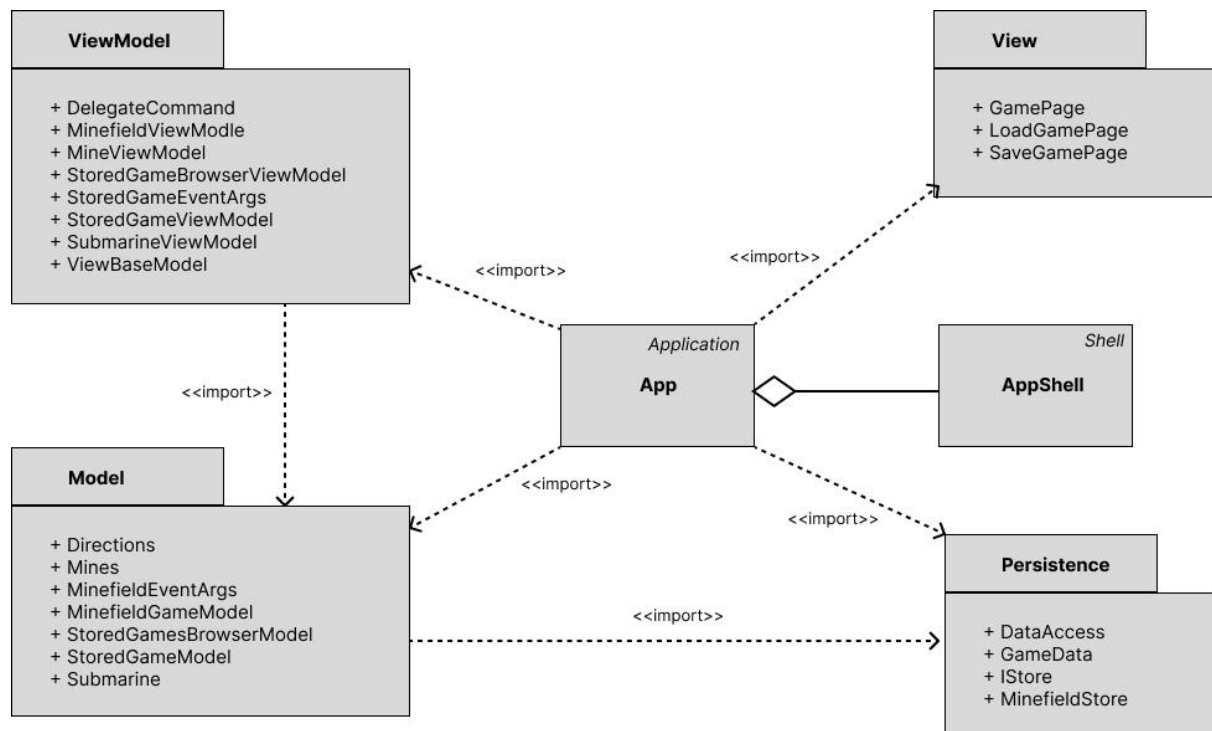 ViewModel
+ DelegateCommand
+ MinefieldViewModle
+ MineViewModel
+ StoredGameBrowserViewModel
+ StoredGameEventArgs
+ StoredGameViewModel
+ SubmarineViewModel
+ ViewBaseModel
View
+ GamePage
+ LoadGamePage
+ SaveGamePage
<<import>>
<<import>>
Application
App
Shell
AppShell
<<import>>
<<import>>
<<import>>
Model
+ Directions
+ Mines
+ MinefieldEventArgs
+ MinefieldGameModel
+ StoredGamesBrowserModel
+ StoredGameModel
+ Submarine
<<import>>
Persistence
+ DataAccess
+ GameData
+ IStore
+ MinefieldStore